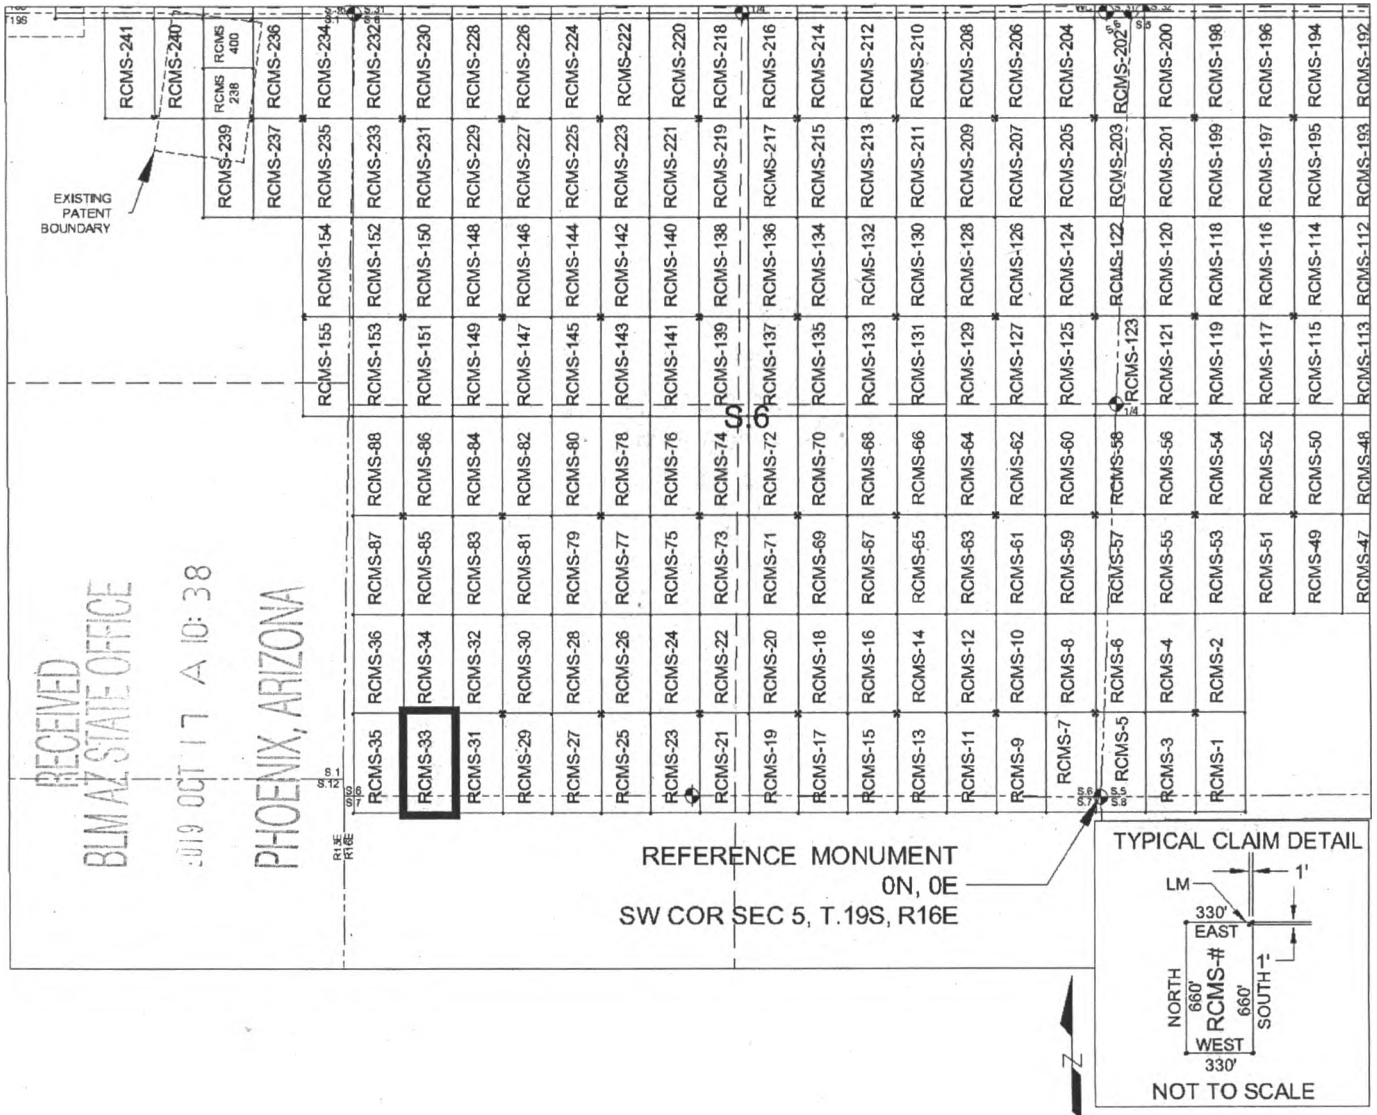 T19S
S.31
S.1
S.6
1/4
S.31
S.32
S.6
S.5
RCMS-241
RCMS-240
RCMS
400
RCMS
238
RCMS-236
RCMS-234
RCMS-232
RCMS-230
RCMS-228
RCMS-226
RCMS-224
RCMS-222
RCMS-220
RCMS-218
RCMS-216
RCMS-214
RCMS-212
RCMS-210
RCMS-208
RCMS-206
RCMS-204
RCMS-202
RCMS-200
RCMS-198
RCMS-196
RCMS-194
RCMS-192
RCMS-239
RCMS-237
RCMS-235
RCMS-233
RCMS-231
RCMS-229
RCMS-227
RCMS-225
RCMS-223
RCMS-221
RCMS-219
RCMS-217
RCMS-215
RCMS-213
RCMS-211
RCMS-209
RCMS-207
RCMS-205
RCMS-203
RCMS-201
RCMS-199
RCMS-197
RCMS-195
RCMS-193
EXISTING
PATENT
BOUNDARY
RCMS-154
RCMS-152
RCMS-150
RCMS-148
RCMS-146
RCMS-144
RCMS-142
RCMS-140
RCMS-138
RCMS-136
RCMS-134
RCMS-132
RCMS-130
RCMS-128
RCMS-126
RCMS-124
RCMS-122
RCMS-120
RCMS-118
RCMS-116
RCMS-114
RCMS-112
RCMS-155
RCMS-153
RCMS-151
RCMS-149
RCMS-147
RCMS-145
RCMS-143
RCMS-141
RCMS-139
RCMS-137
RCMS-135
RCMS-133
RCMS-131
RCMS-129
RCMS-127
RCMS-125
RCMS-123
RCMS-121
RCMS-119
RCMS-117
RCMS-115
RCMS-113
1/4
S.6
RCMS-88
RCMS-86
RCMS-84
RCMS-82
RCMS-80
RCMS-78
RCMS-76
RCMS-74
RCMS-72
RCMS-70
RCMS-68
RCMS-66
RCMS-64
RCMS-62
RCMS-60
RCMS-58
RCMS-56
RCMS-54
RCMS-52
RCMS-50
RCMS-48
RCMS-87
RCMS-85
RCMS-83
RCMS-81
RCMS-79
RCMS-77
RCMS-75
RCMS-73
RCMS-71
RCMS-69
RCMS-67
RCMS-65
RCMS-63
RCMS-61
RCMS-59
RCMS-57
RCMS-55
RCMS-53
RCMS-51
RCMS-49
RCMS-47
RCMS-36
RCMS-34
RCMS-32
RCMS-30
RCMS-28
RCMS-26
RCMS-24
RCMS-22
RCMS-20
RCMS-18
RCMS-16
RCMS-14
RCMS-12
RCMS-10
RCMS-8
RCMS-6
RCMS-4
RCMS-2
RCMS-35
RCMS-33
RCMS-31
RCMS-29
RCMS-27
RCMS-25
RCMS-23
RCMS-21
RCMS-19
RCMS-17
RCMS-15
RCMS-13
RCMS-11
RCMS-9
RCMS-7
RCMS-5
RCMS-3
RCMS-1
RECEIVED
BLM AZ STATE OFFICE
2019 OCT 17 A 10: 38
PHOENIX, ARIZONA
S.1
S.12
S.6
S.7
R15E
R16E
S.6
S.5
S.7
S.8
REFERENCE MONUMENT
0N, 0E
SW COR SEC 5, T.19S, R16E
TYPICAL CLAIM DETAIL
LM
1'
330'
EAST
1'
NORTH
660'
RCMS-#
660'
SOUTH
WEST
330'
NOT TO SCALE
N